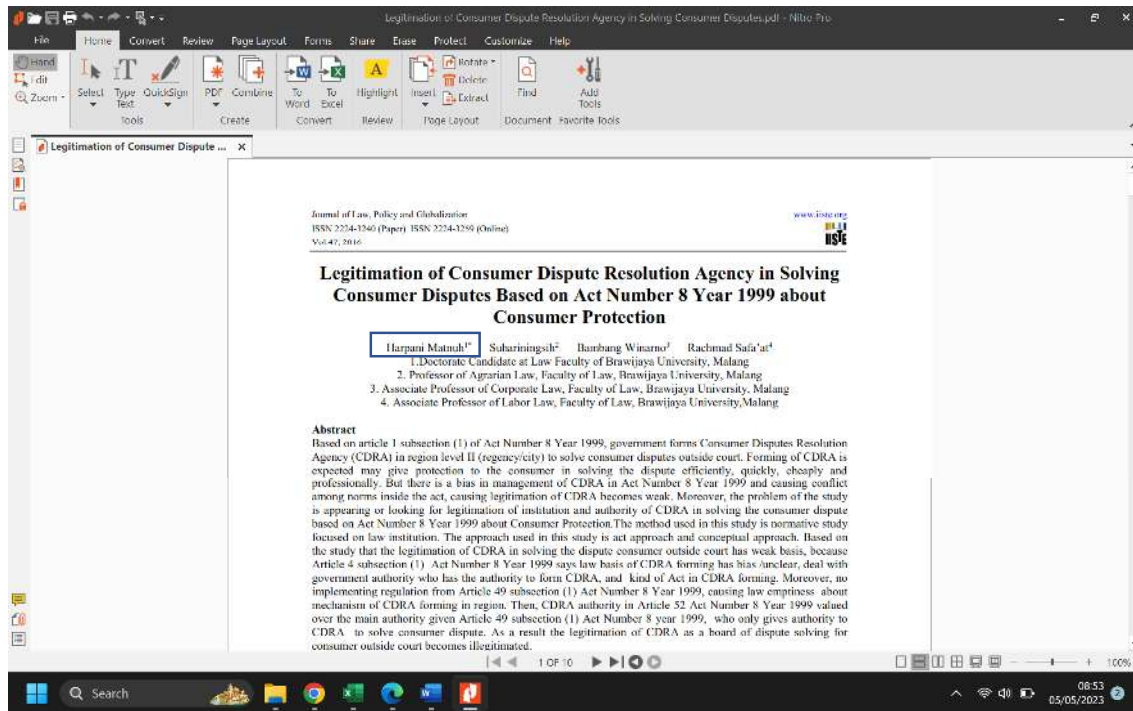 Legitimation of Consumer Dispute Resolution Agency in Solving Consumer Disputes.pdf - Nitro Pro
File Home Convert Review Page Layout Forms Share Erase Protect Customize Help
Hand
Edit
Zoom
Select Type Text QuickSign
PDF Combine
To Word To Excel
Highlight
Insert Rotate Delete Extract
Find
Add Tools
Tools Create Convert Review Page Layout Document Favorite Tools
Legitimation of Consumer Dispute ... x
Journal of Law, Policy and Globalization www.iiste.org
ISSN 2224-3240 (Paper) ISSN 2224-3259 (Online)
Vol.47, 2016 IISTE
Legitimation of Consumer Dispute Resolution Agency in Solving
Consumer Disputes Based on Act Number 8 Year 1999 about
Consumer Protection
Harpani Matnuh1* Suhariningsih2 Bambang Winarno3 Rachmad Safa'at4
1.Doctorate Candidate at Law Faculty of Brawijaya University, Malang
2. Professor of Agrarian Law, Faculty of Law, Brawijaya University, Malang
3. Associate Professor of Corporate Law, Faculty of Law, Brawijaya University, Malang
4. Associate Professor of Labor Law, Faculty of Law, Brawijaya University,Malang
Abstract
Based on article 1 subsection (1) of Act Number 8 Year 1999, government forms Consumer Disputes Resolution
Agency (CDRA) in region level II (regency/city) to solve consumer disputes outside court. Forming of CDRA is
expected may give protection to the consumer in solving the dispute efficiently, quickly, cheaply and
professionally. But there is a bias in management of CDRA in Act Number 8 Year 1999 and causing conflict
among norms inside the act, causing legitimation of CDRA becomes weak. Moreover, the problem of the study
is appearing or looking for legitimation of institution and authority of CDRA in solving the consumer dispute
based on Act Number 8 Year 1999 about Consumer Protection.The method used in this study is normative study
focused on law institution. The approach used in this study is act approach and conceptual approach. Based on
the study that the legitimation of CDRA in solving the dispute consumer outside court has weak basis, because
Article 4 subsection (1) Act Number 8 Year 1999 says law basis of CDRA forming has bias /unclear, deal with
government authority who has the authority to form CDRA, and kind of Act in CDRA forming. Moreover, no
implementing regulation from Article 49 subsection (1) Act Number 8 Year 1999, causing law emptiness about
mechanism of CDRA forming in region. Then, CDRA authority in Article 52 Act Number 8 Year 1999 valued
over the main authority given Article 49 subsection (1) Act Number 8 year 1999, who only gives authority to
CDRA to solve consumer dispute. As a result the legitimation of CDRA as a board of dispute solving for
consumer outside court becomes illegitimated.
1 OF 10 100%
Search
08:53
05/05/2023 2